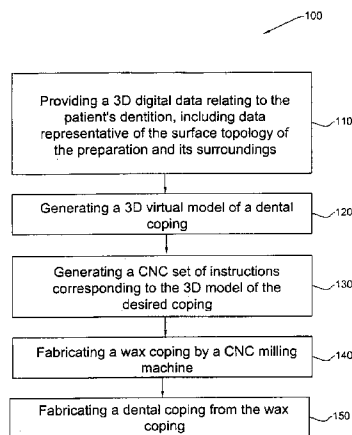 100
Providing a 3D digital data relating to the
patient's dentition, including data
representative of the surface topology of
the preparation and its surroundings
110
Generating a 3D virtual model of a dental
coping
120
Generating a CNC set of instructions
corresponding to the 3D model of the
desired coping
130
Fabricating a wax coping by a CNC milling
machine
140
Fabricating a dental coping from the wax
coping
150